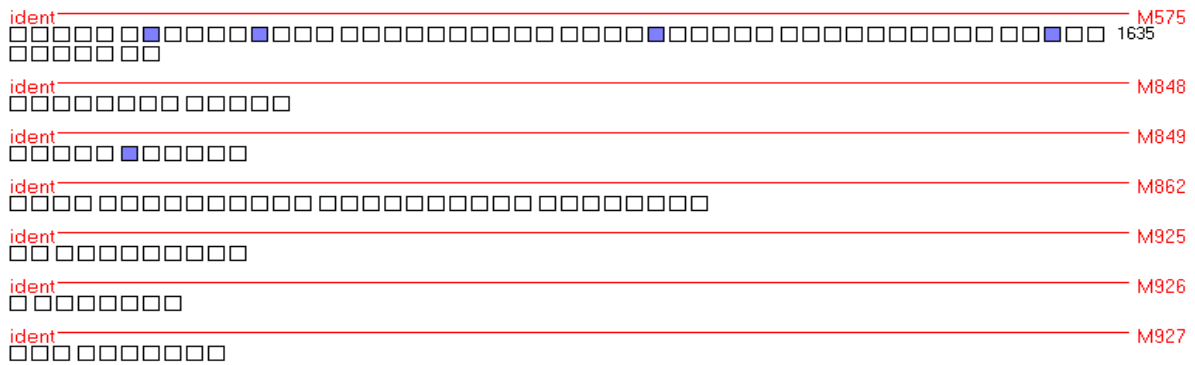 ident M575
1635
ident M848
ident M849
ident M862
ident M925
ident M926
ident M927